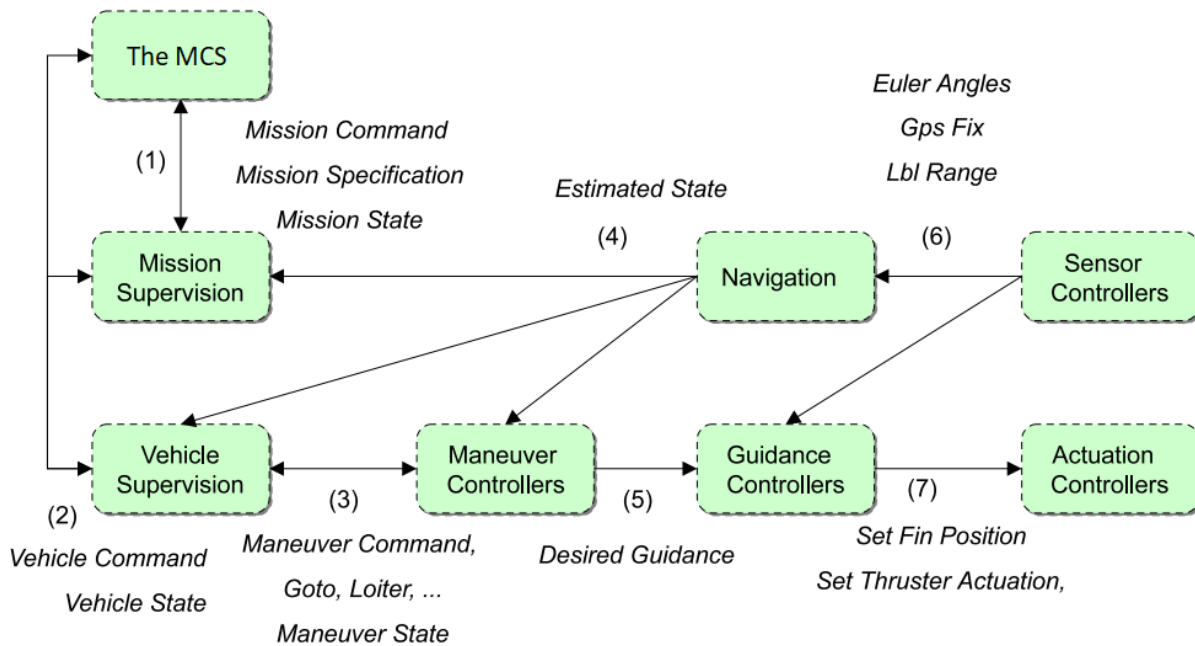 The MCS
(1)
Mission Command
Mission Specification
Mission State
Estimated State
(4)
Euler Angles
Gps Fix
Lbl Range
(6)
Mission
Supervision
Navigation
Sensor
Controllers
Vehicle
Supervision
Maneuver
Controllers
Guidance
Controllers
Actuation
Controllers
(2)
Vehicle Command
Vehicle State
(3)
Maneuver Command,
Goto, Loiter, ...
Maneuver State
(5)
Desired Guidance
(7)
Set Fin Position
Set Thruster Actuation,